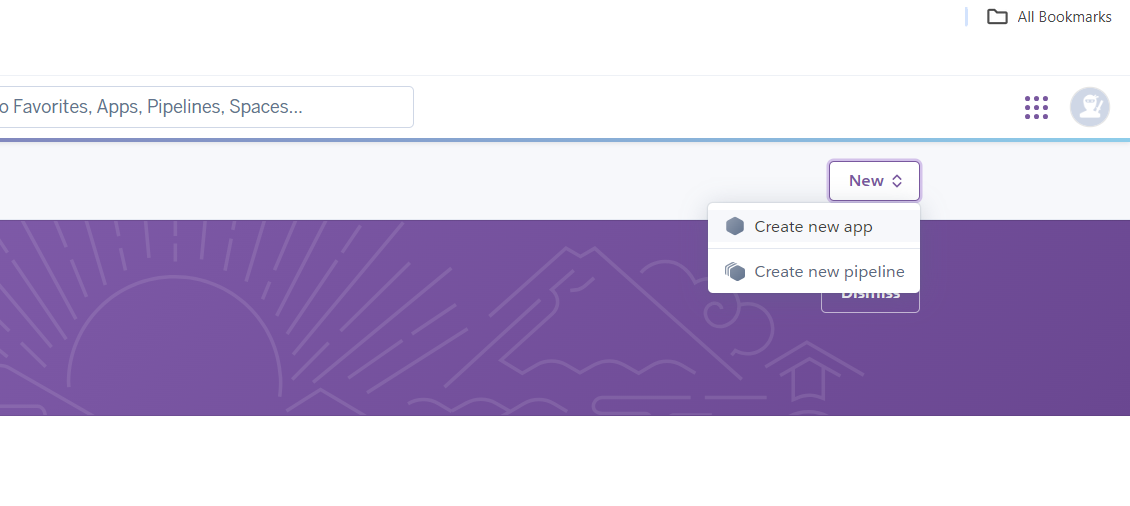 All Bookmarks
o Favorites, Apps, Pipelines, Spaces...
New
Create new app
Create new pipeline
Dismiss